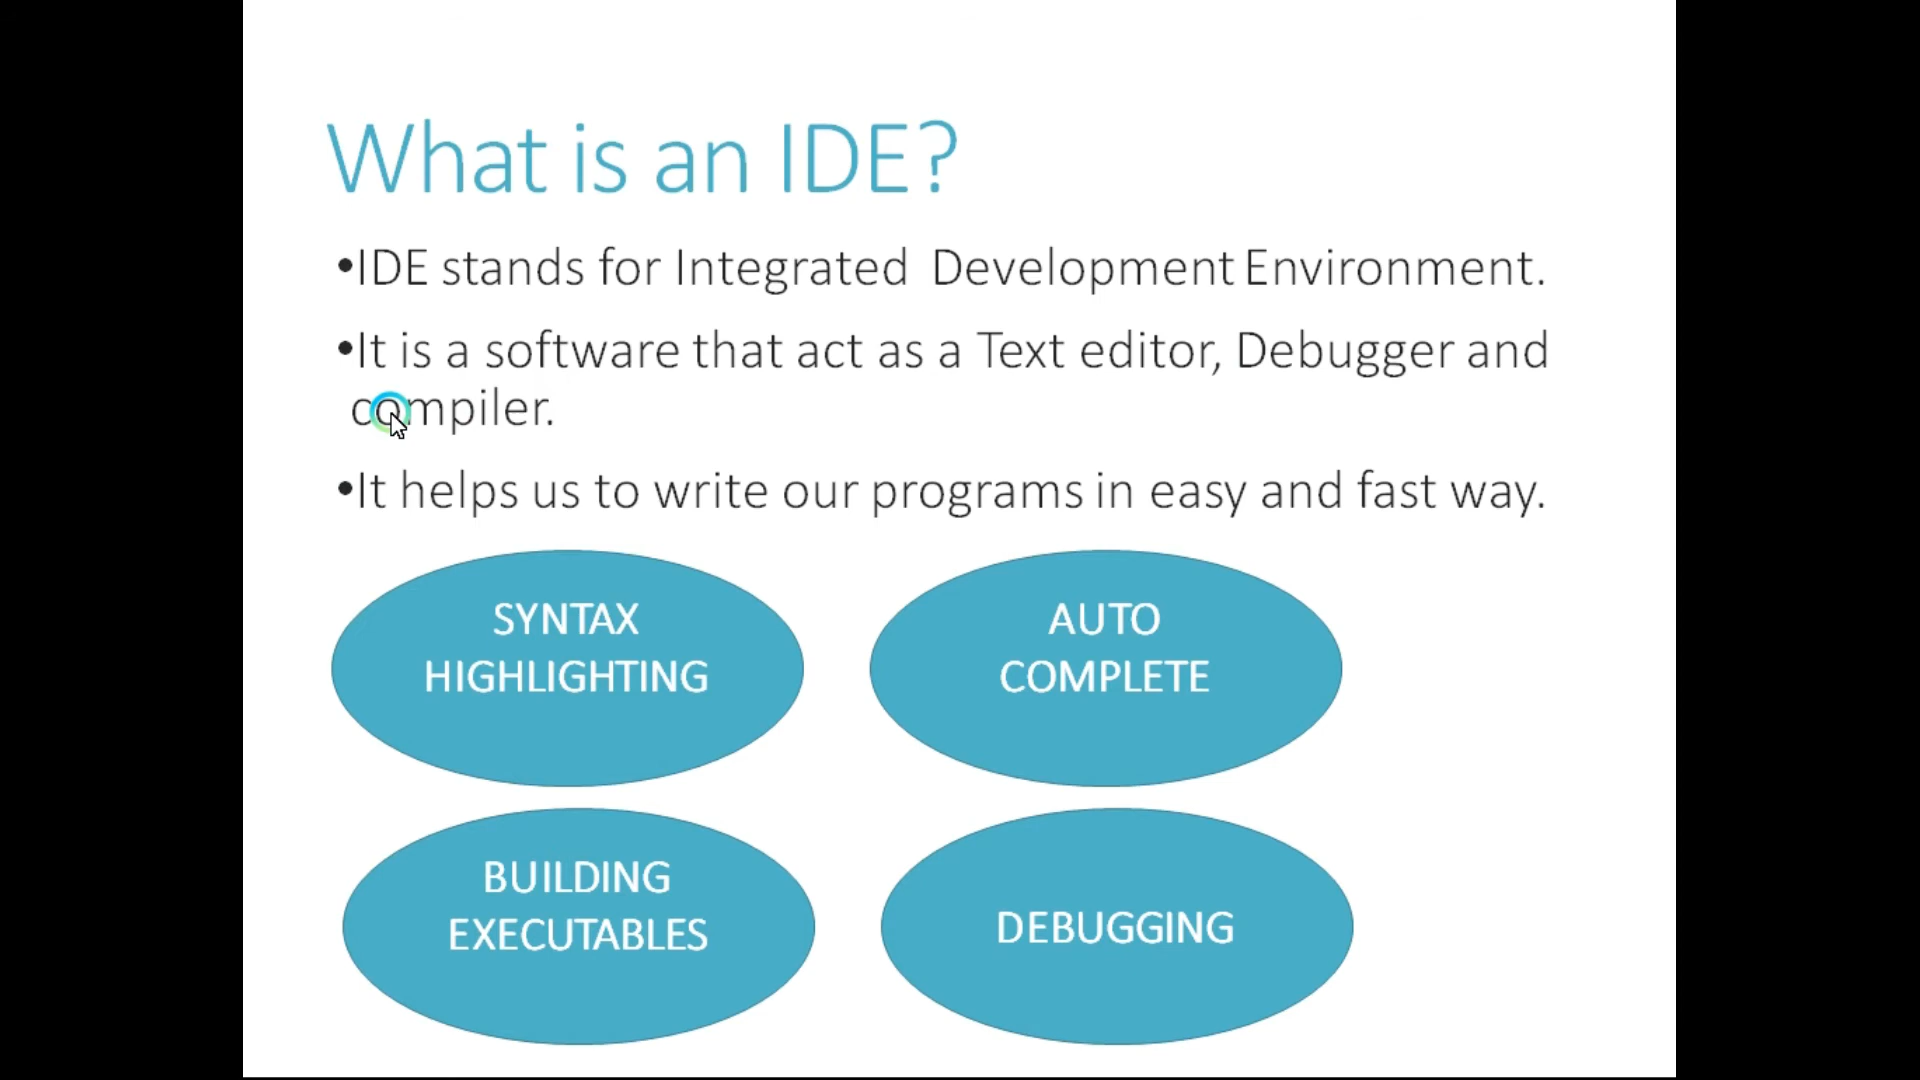 What is an IDE?
•IDE stands for Integrated Development Environment.
•It is a software that act as a Text editor, Debugger and
compiler.
•It helps us to write our programs in easy and fast way.
SYNTAX
HIGHLIGHTING
AUTO
COMPLETE
BUILDING
EXECUTABLES
DEBUGGING